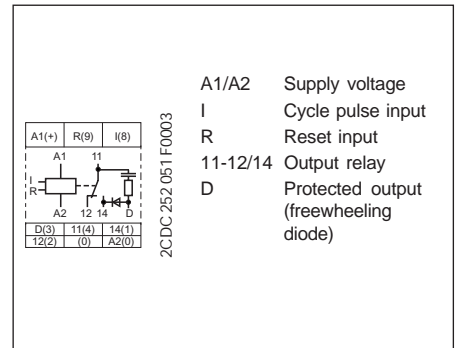 A1(+) R(9) I(8)
A1 11
I
R
A2 12 14 D
D(3) 11(4) 14(1)
12(2) (0) A2(0)
2CDC 252 051 F0003
A1/A2 Supply voltage
I Cycle pulse input
R Reset input
11-12/14 Output relay
D Protected output
(freewheeling
diode)